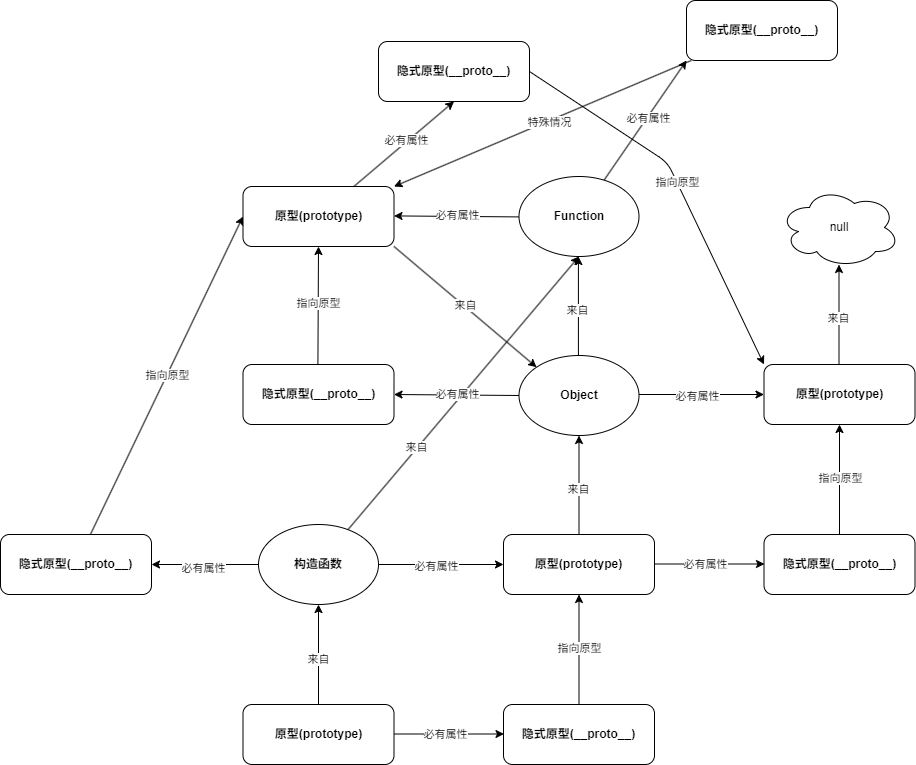 隐式原型(__proto__)
隐式原型(__proto__)
特殊情况
必有属性
必有属性
指向原型
原型(prototype)
必有属性
Function
null
指向原型
来自
来自
来自
指向原型
隐式原型(__proto__)
必有属性
Object
必有属性
原型(prototype)
来自
指向原型
来自
隐式原型(__proto__)
必有属性
构造函数
必有属性
原型(prototype)
必有属性
隐式原型(__proto__)
来自
指向原型
原型(prototype)
必有属性
隐式原型(__proto__)